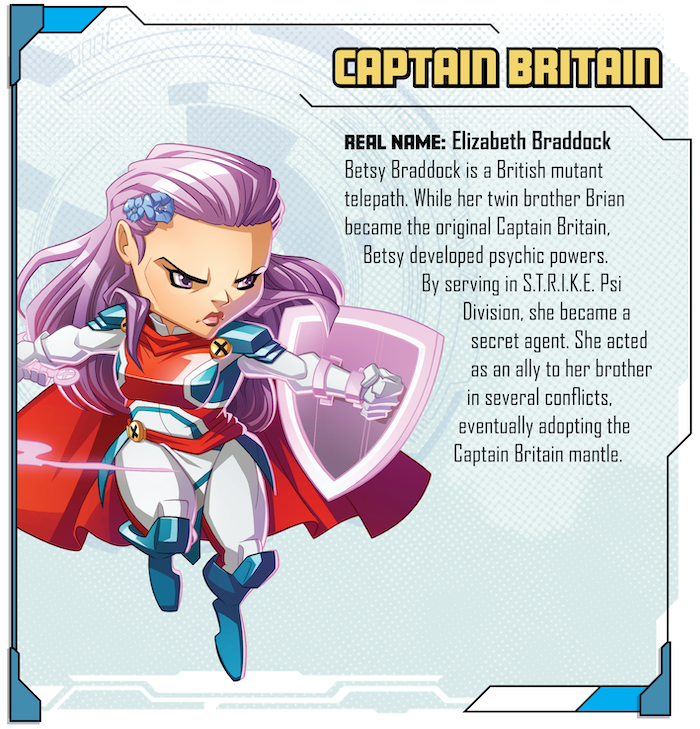 CAPTAIN BRITAIN
REAL NAME: Elizabeth Braddock
Betsy Braddock is a British mutant
telepath. While her twin brother Brian
became the original Captain Britain,
Betsy developed psychic powers.
By serving in S.T.R.I.K.E. Psi
Division, she became a
secret agent. She acted
as an ally to her brother
in several conflicts,
eventually adopting the
Captain Britain mantle.